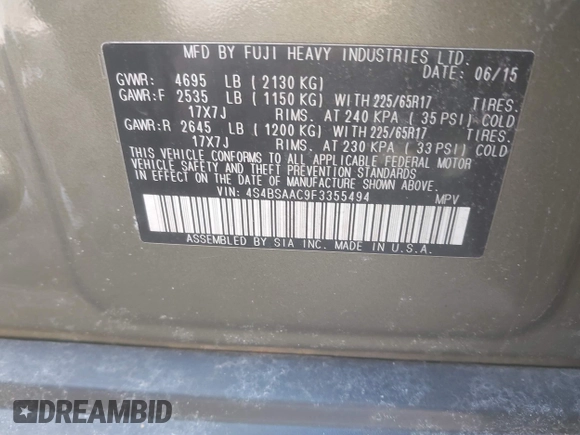 MFD BY FUJI HEAVY INDUSTRIES LTD.
DATE: 06/15
GVWR: 4695 LB ( 2130 KG)
GAWR:F 2535 LB ( 1150 KG) WITH 225/65R17 TIRES.
17X7J RIMS. AT 240 KPA ( 35 PSI) COLD
GAWR:R 2645 LB ( 1200 KG) WITH 225/65R17 TIRES.
17X7J RIMS. AT 230 KPA ( 33 PSI) COLD
THIS VEHICLE CONFORMS TO ALL APPLICABLE FEDERAL MOTOR
VEHICLE SAFETY AND THEFT PREVENTION STANDARDS
IN EFFECT ON THE DATE OF MANUFACTURE SHOWN ABOVE.
VIN: 4S4BSAAC9F3355494 MPV
ASSEMBLED BY SIA INC. MADE IN U.S.A.
DREAMBID